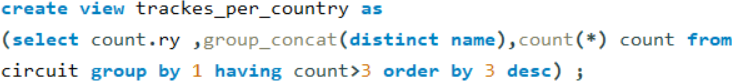 create view trackes_per_country as
(select count.ry ,group_concat(distinct name),count(*) count from
circuit group by 1 having count>3 order by 3 desc) ;